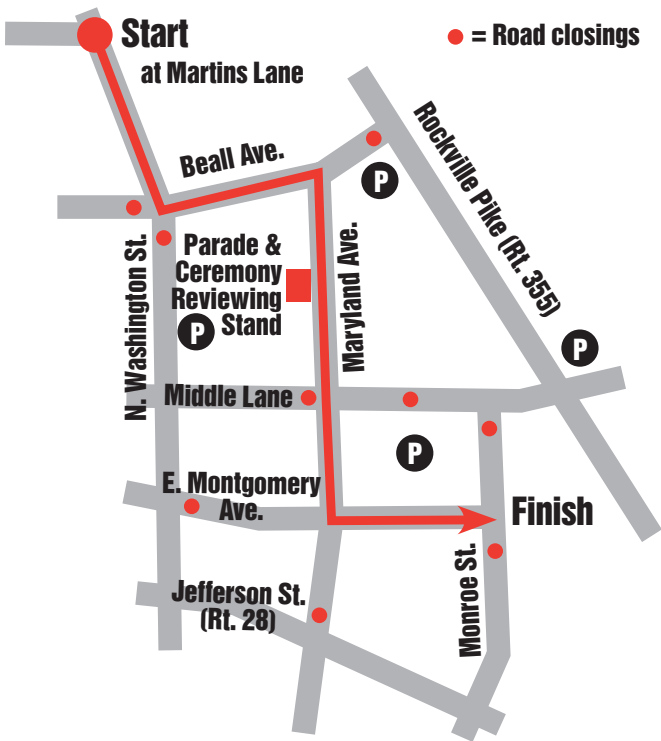 Start
at Martins Lane
= Road closings
Beall Ave.
Rockville Pike (Rt. 355)
P
N. Washington St.
Parade &
Ceremony
Reviewing
Stand
P
Maryland Ave.
P
Middle Lane
P
E. Montgomery
Ave.
Finish
Monroe St.
Jefferson St.
(Rt. 28)